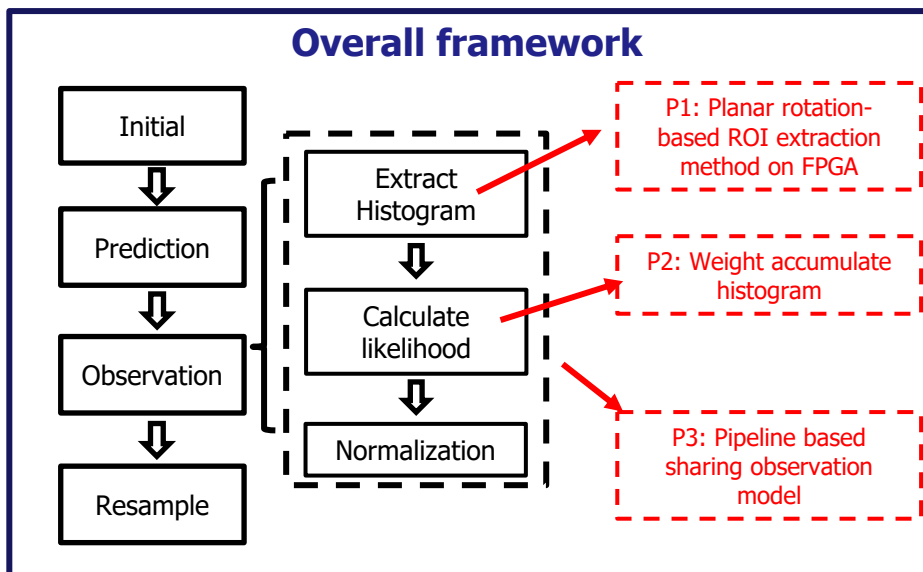 Overall framework
Initial
Prediction
Observation
Resample
Extract
Histogram
Calculate
likelihood
Normalization
P1: Planar rotation-
based ROI extraction
method on FPGA
P2: Weight accumulate
histogram
P3: Pipeline based
sharing observation
model